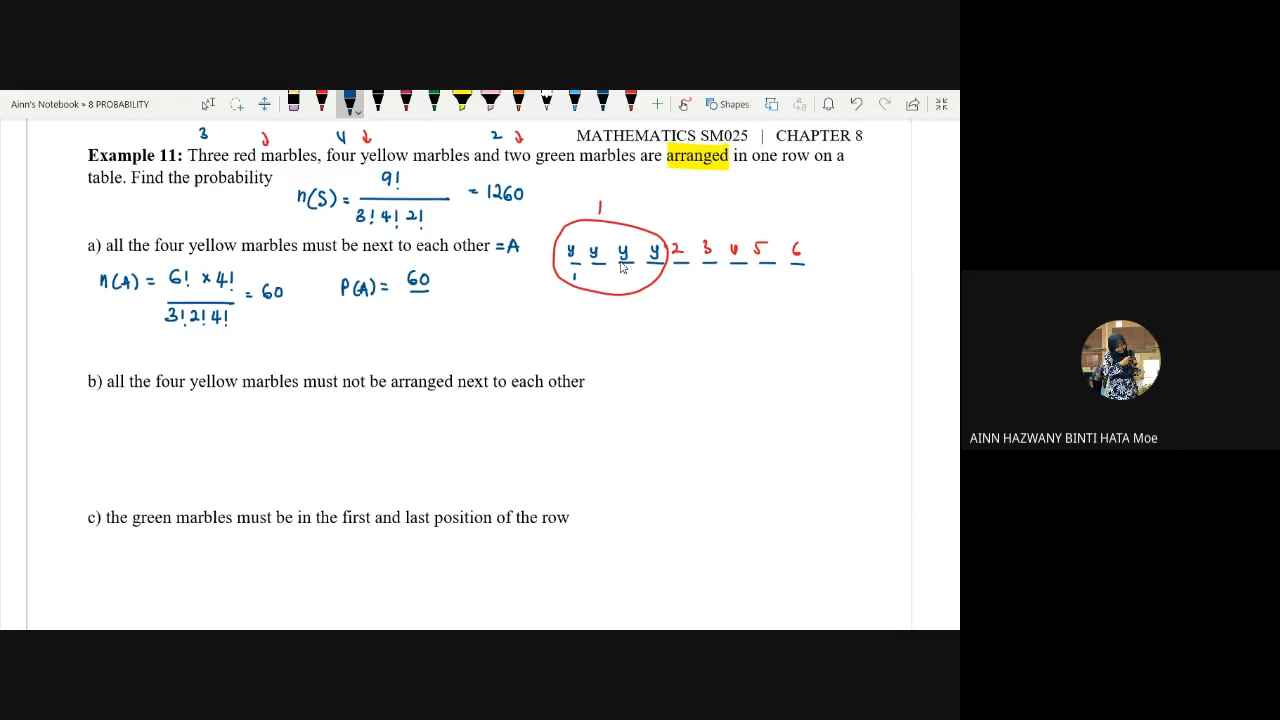 Ainn's Notebook » 8 PROBABILITY
Shapes
MATHEMATICS SM025 | CHAPTER 8
3 4 2
Example 11: Three red marbles, four yellow marbles and two green marbles are arranged in one row on a
table. Find the probability
n(S) = 9! / 3! 4! 2! = 1260
1
a) all the four yellow marbles must be next to each other = A
y y y y 2 3 4 5 6
n(A) = 6! × 4! / 3! 2! 4! = 60
P(A) = 60
b) all the four yellow marbles must not be arranged next to each other
c) the green marbles must be in the first and last position of the row
AINN HAZWANY BINTI HATA Moe